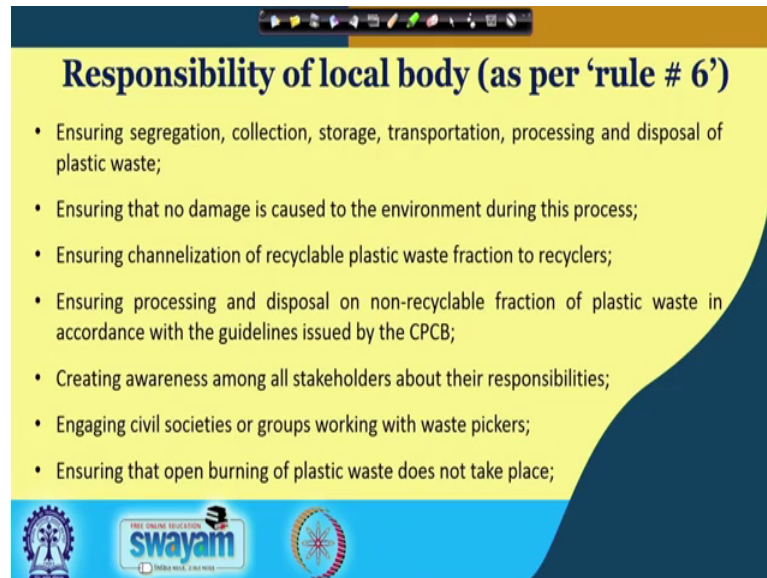 Responsibility of local body (as per ‘rule # 6’)
• Ensuring segregation, collection, storage, transportation, processing and disposal of
plastic waste;
• Ensuring that no damage is caused to the environment during this process;
• Ensuring channelization of recyclable plastic waste fraction to recyclers;
• Ensuring processing and disposal on non-recyclable fraction of plastic waste in
accordance with the guidelines issued by the CPCB;
• Creating awareness among all stakeholders about their responsibilities;
• Engaging civil societies or groups working with waste pickers;
• Ensuring that open burning of plastic waste does not take place;
FREE ONLINE EDUCATION
swayam